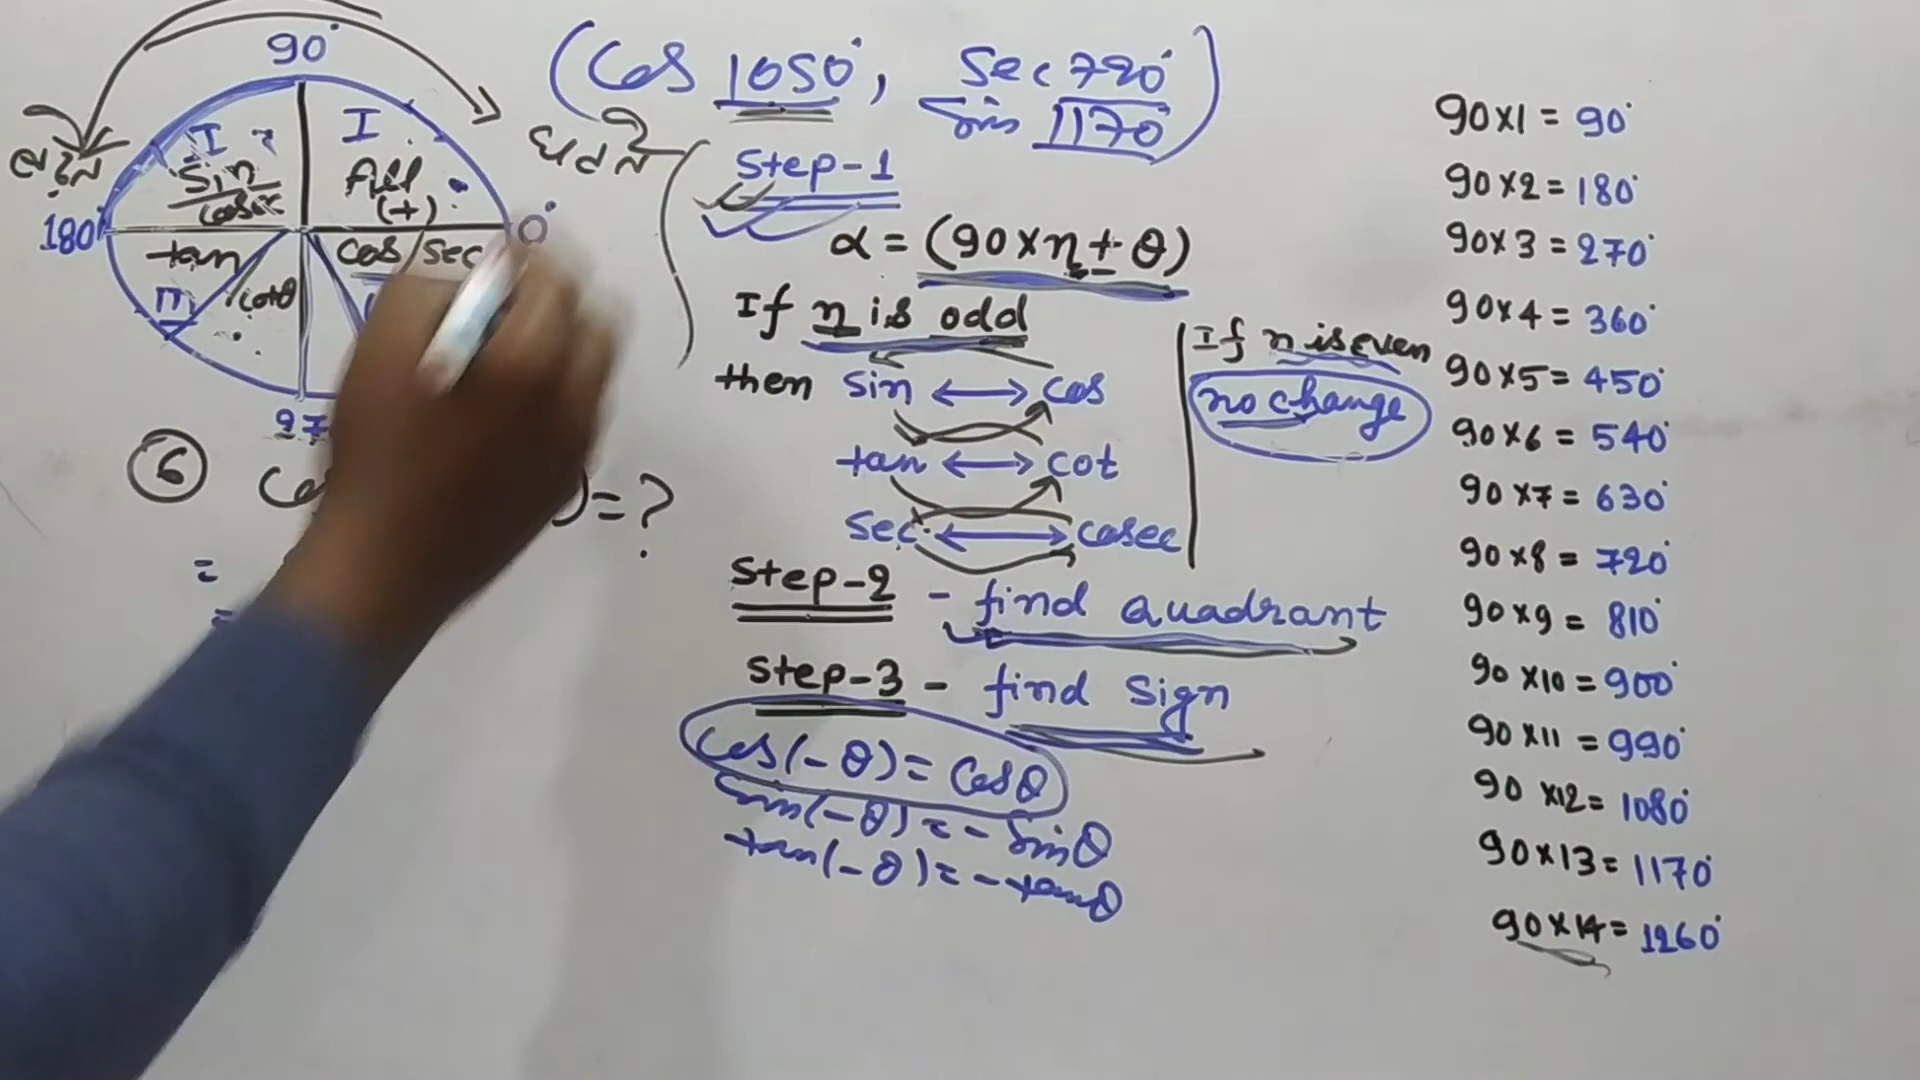 90°
I
I
Sin
cosec
All
(+)
180°
0°
tan
cotθ
III
cos/sec
27
(Cos 1050°, Sec 720°
Sin 1170°)
Step-1
α = (90×n ± θ)
If n is odd
then sin ↔ cos
tan ↔ cot
sec ↔ cosec
If n is even
no change
Step-2 - find quadrant
Step-3 - find sign
cos(-θ) = cosθ
sin(-θ) = -sinθ
tan(-θ) = -tanθ
6
)=?
=
=
90×1 = 90°
90×2 = 180°
90×3 = 270°
90×4 = 360°
90×5 = 450°
90×6 = 540°
90×7 = 630°
90×8 = 720°
90×9 = 810°
90×10 = 900°
90×11 = 990°
90×12 = 1080°
90×13 = 1170°
90×14 = 1260°